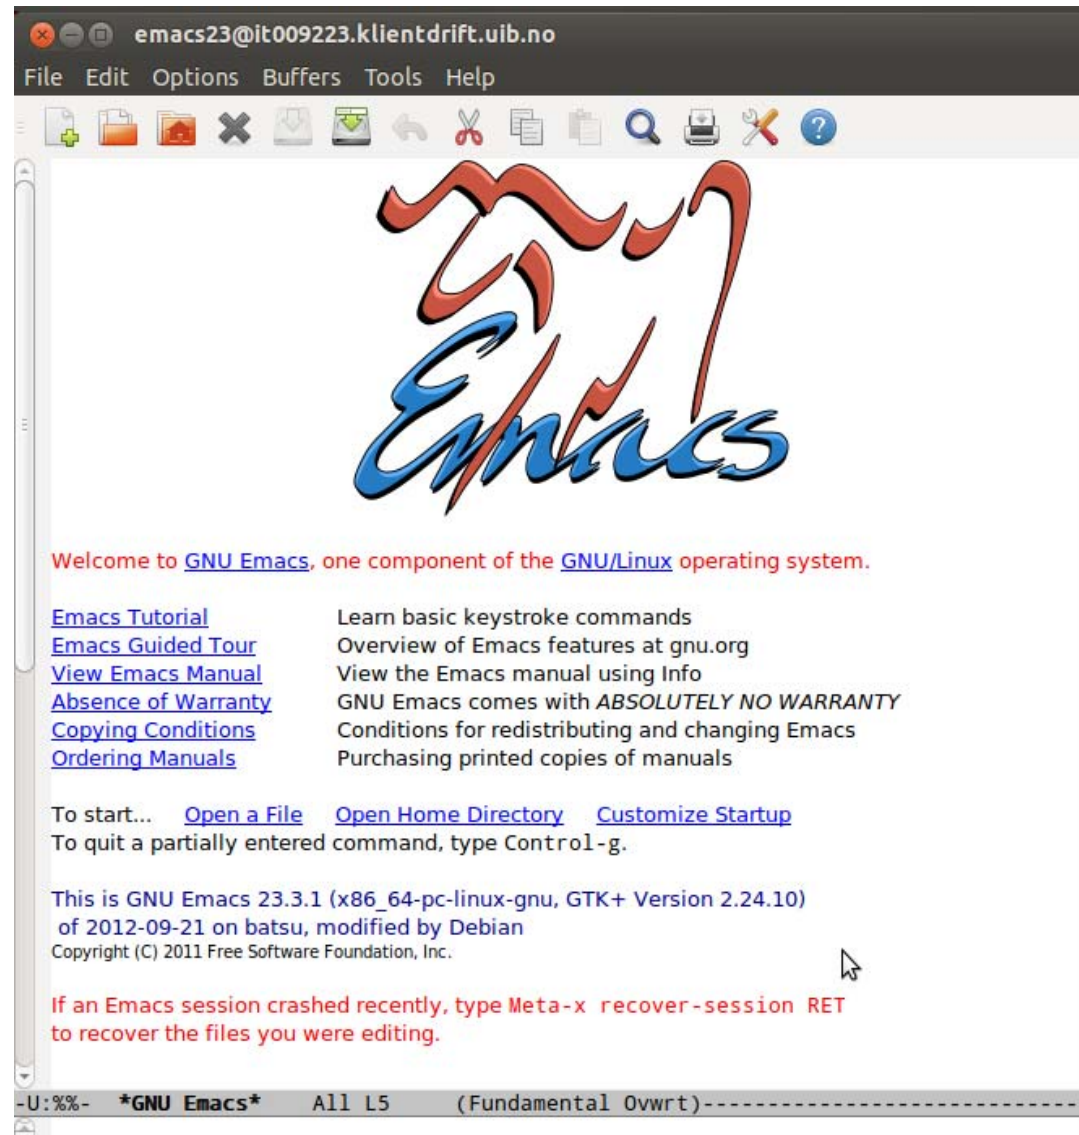 emacs23@it009223.klientdrift.uib.no
File Edit Options Buffers Tools Help
Emacs
Welcome to GNU Emacs, one component of the GNU/Linux operating system.
Emacs Tutorial Learn basic keystroke commands
Emacs Guided Tour Overview of Emacs features at gnu.org
View Emacs Manual View the Emacs manual using Info
Absence of Warranty GNU Emacs comes with ABSOLUTELY NO WARRANTY
Copying Conditions Conditions for redistributing and changing Emacs
Ordering Manuals Purchasing printed copies of manuals
To start... Open a File Open Home Directory Customize Startup
To quit a partially entered command, type Control-g.
This is GNU Emacs 23.3.1 (x86_64-pc-linux-gnu, GTK+ Version 2.24.10)
of 2012-09-21 on batsu, modified by Debian
Copyright (C) 2011 Free Software Foundation, Inc.
If an Emacs session crashed recently, type Meta-x recover-session RET
to recover the files you were editing.
-U:%%- *GNU Emacs* All L5 (Fundamental Ovwrt)------------------------------